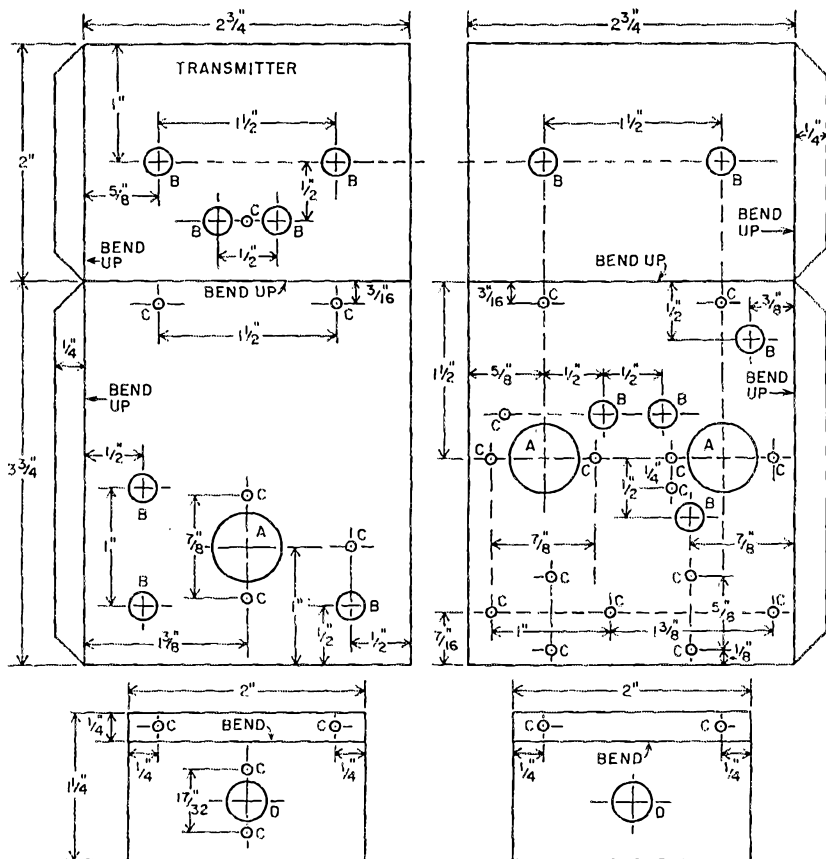 2¾" 2¾"
TRANSMITTER
1"
1½" 1½"
¼"
2"
B B B B
⅝" ½"
B C B
½"
BEND UP
BEND UP
BEND UP
BEND UP
3/16
C C
1½"
3/16" C C
½" ⅜"
B
¼"
BEND UP
1½"
⅝" ½" ½"
BEND UP
C B B
3¾"
½"
C A C C A C
B
C
¼"
C
½"
B
1" ⅞" A C
⅞" ⅞"
C C
B C B
1"
½"
C C C
⅝"
1⅜" ½"
7/16 1" 1⅜"
C C
⅛"
2" 2"
¼" C BEND C
C C
BEND
¼" ¼"
¼" ¼"
1¼"
C
17/32" D
C
D